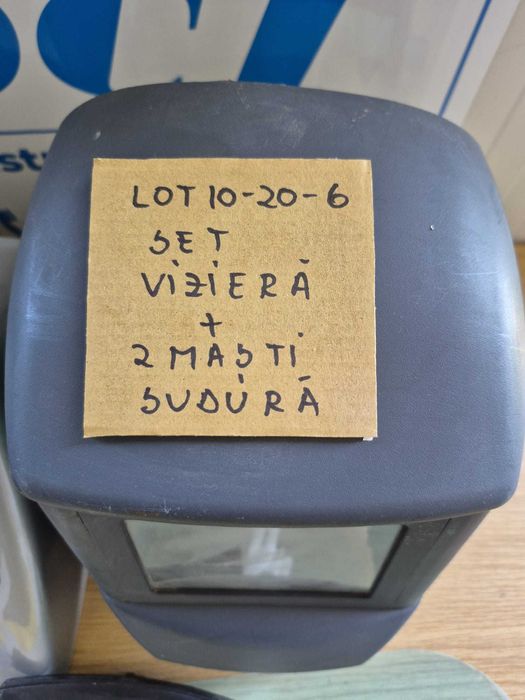 LOT 10-20-6
SET
VIZIERĂ
+
2 MAȘTI
SUDURĂ